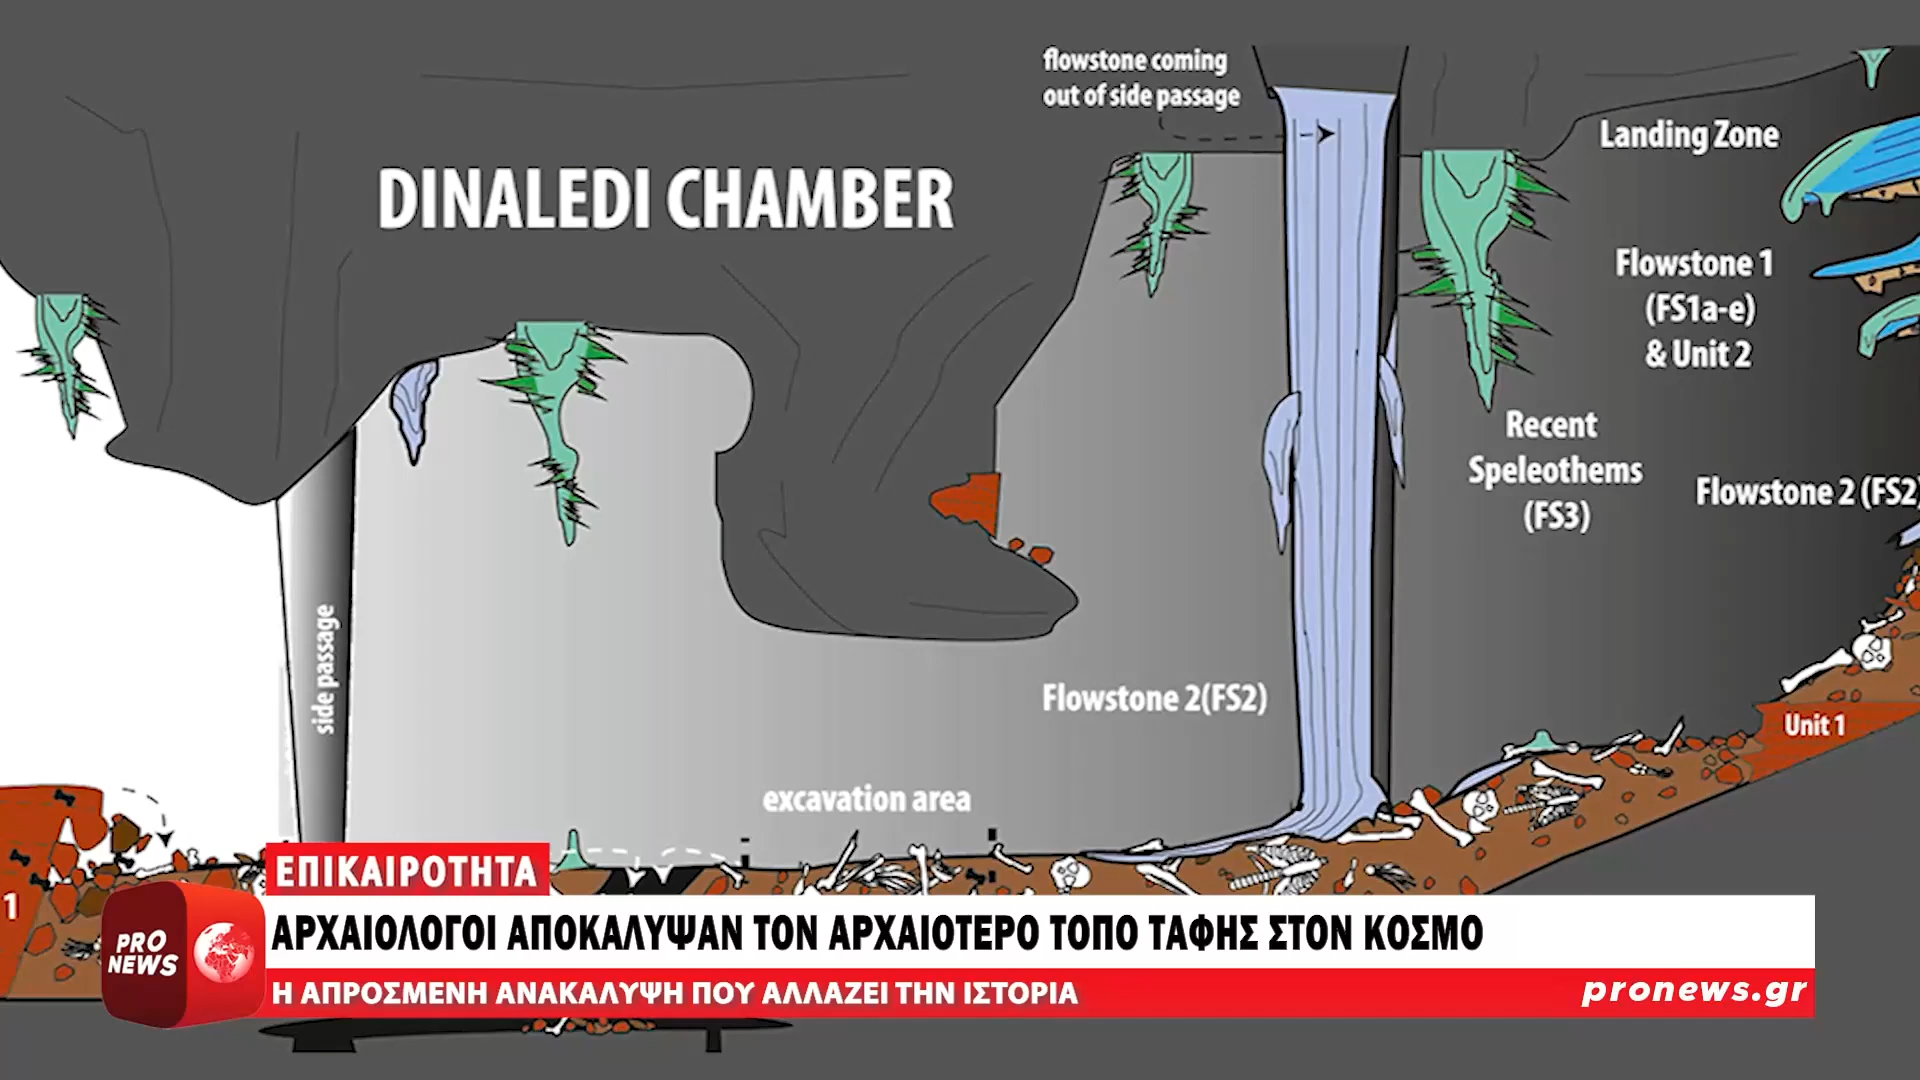 flowstone coming
out of side passage
Landing Zone
DINALEDI CHAMBER
Flowstone 1
(FS1a-e)
& Unit 2
Recent
Speleothems
(FS3)
Flowstone 2 (FS2)
side passage
Flowstone 2(FS2)
Unit 1
excavation area
1
ΕΠΙΚΑΙΡΟΤΗΤΑ
PRO
NEWS
ΑΡΧΑΙΟΛΟΓΟΙ ΑΠΟΚΑΛΥΨΑΝ ΤΟΝ ΑΡΧΑΙΟΤΕΡΟ ΤΟΠΟ ΤΑΦΗΣ ΣΤΟΝ ΚΟΣΜΟ
Η ΑΠΡΟΣΜΕΝΗ ΑΝΑΚΑΛΥΨΗ ΠΟΥ ΑΛΛΑΖΕΙ ΤΗΝ ΙΣΤΟΡΙΑ
pronews.gr